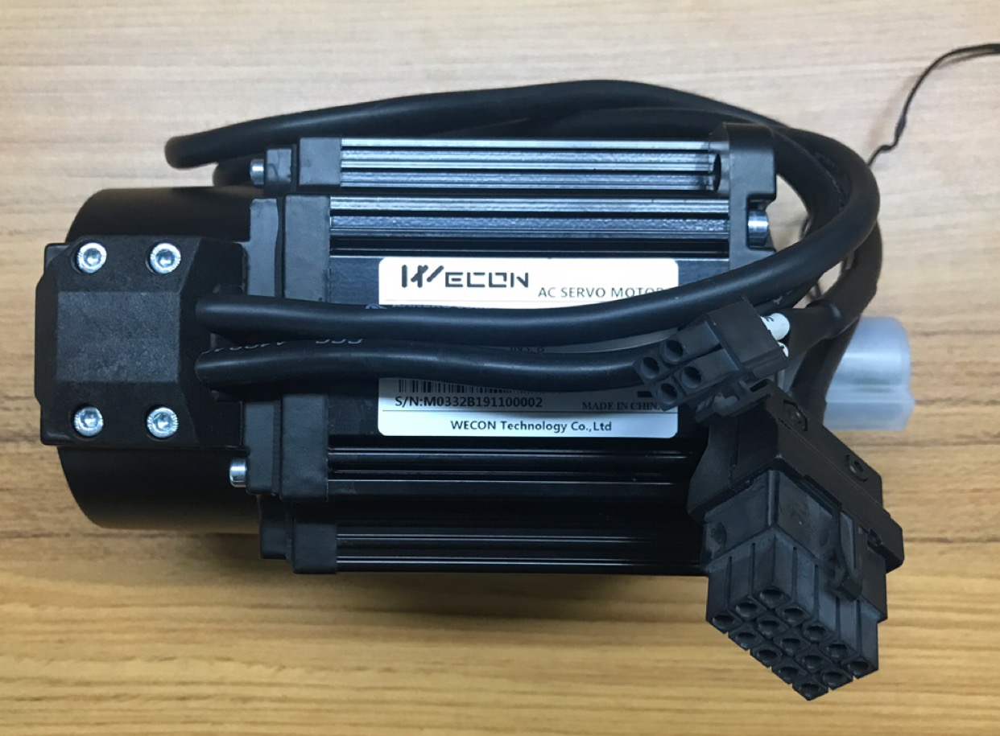 WECON
AC SERVO MOTOR
S/N:M0332B191100002
MADE IN CHINA
WECON Technology Co.,Ltd